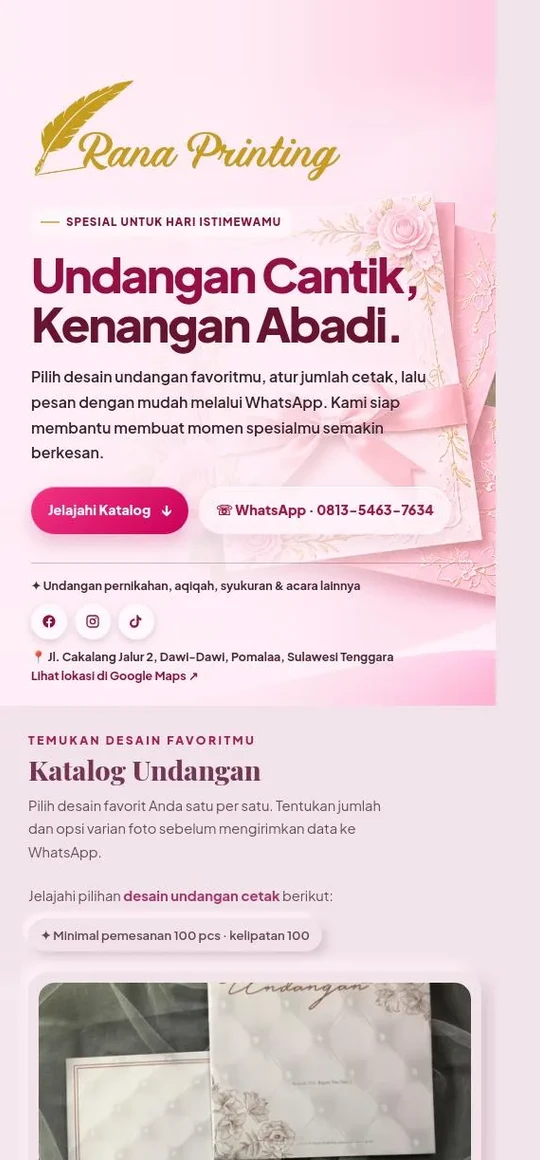 Rana Printing
SPESIAL UNTUK HARI ISTIMEWAMU
Undangan Cantik,
Kenangan Abadi.
Pilih desain undangan favoritmu, atur jumlah cetak, lalu
pesan dengan mudah melalui WhatsApp. Kami siap
membantu membuat momen spesialmu semakin
berkesan.
Jelajahi Katalog ↓
☏ WhatsApp · 0813-5463-7634
✦ Undangan pernikahan, aqiqah, syukuran & acara lainnya
📍 Jl. Cakalang Jalur 2, Dawi-Dawi, Pomalaa, Sulawesi Tenggara
Lihat lokasi di Google Maps ↗
TEMUKAN DESAIN FAVORITMU
Katalog Undangan
Pilih desain favorit Anda satu per satu. Tentukan jumlah
dan opsi varian foto sebelum mengirimkan data ke
WhatsApp.
Jelajahi pilihan desain undangan cetak berikut:
✦ Minimal pemesanan 100 pcs · kelipatan 100
Undangan